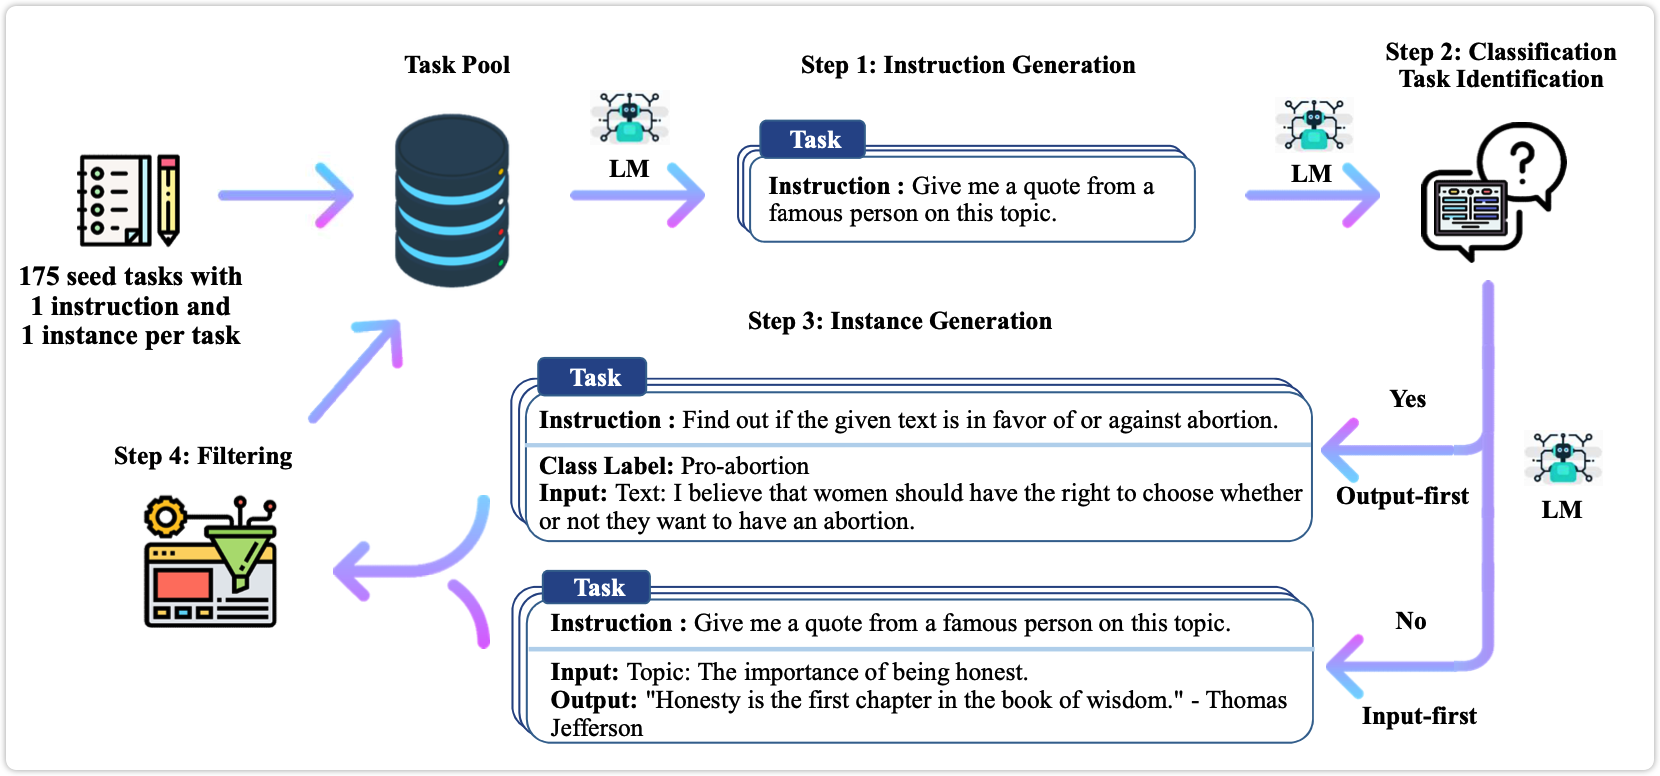 Task Pool
Step 1: Instruction Generation
Step 2: Classification
Task Identification
LM
LM
Task
Instruction : Give me a quote from a
famous person on this topic.
175 seed tasks with
1 instruction and
1 instance per task
Step 3: Instance Generation
Task
Instruction : Find out if the given text is in favor of or against abortion.
Class Label: Pro-abortion
Input: Text: I believe that women should have the right to choose whether
or not they want to have an abortion.
Yes
Output-first
LM
Step 4: Filtering
Task
Instruction : Give me a quote from a famous person on this topic.
Input: Topic: The importance of being honest.
Output: "Honesty is the first chapter in the book of wisdom." - Thomas
Jefferson
No
Input-first